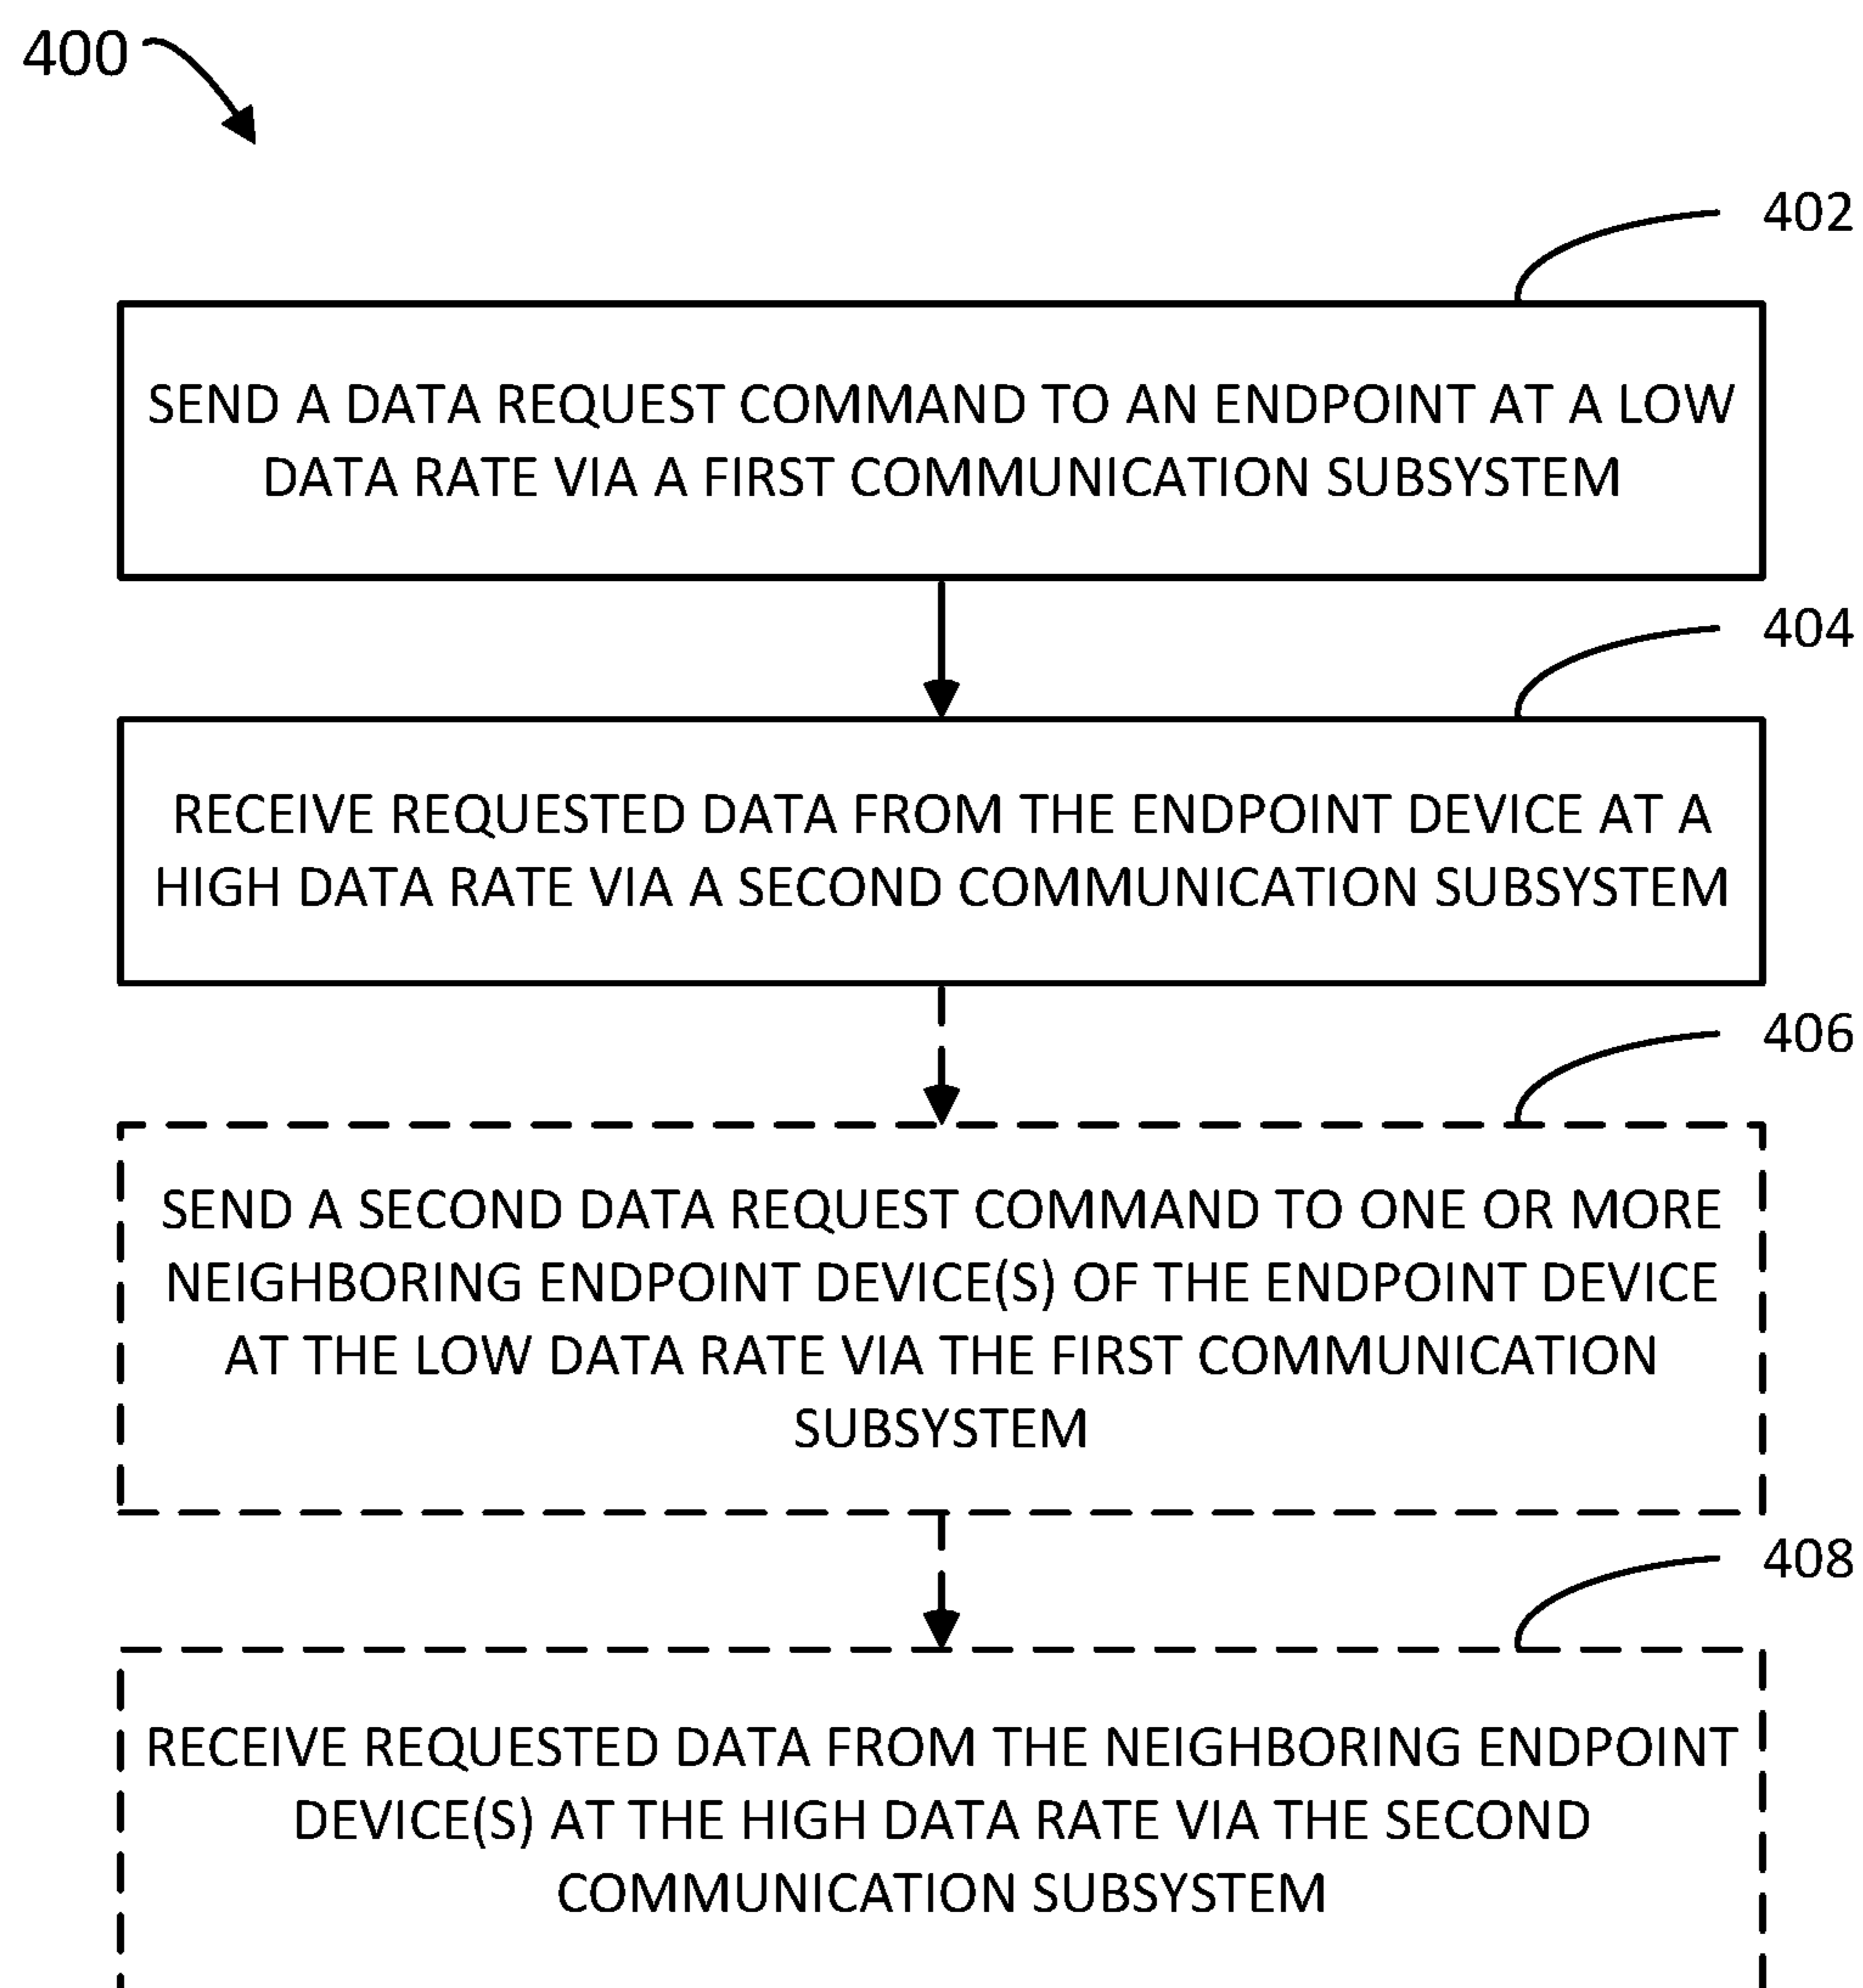 400
402
SEND A DATA REQUEST COMMAND TO AN ENDPOINT AT A LOW
DATA RATE VIA A FIRST COMMUNICATION SUBSYSTEM
404
RECEIVE REQUESTED DATA FROM THE ENDPOINT DEVICE AT A
HIGH DATA RATE VIA A SECOND COMMUNICATION SUBSYSTEM
406
SEND A SECOND DATA REQUEST COMMAND TO ONE OR MORE
NEIGHBORING ENDPOINT DEVICE(S) OF THE ENDPOINT DEVICE
AT THE LOW DATA RATE VIA THE FIRST COMMUNICATION
SUBSYSTEM
408
RECEIVE REQUESTED DATA FROM THE NEIGHBORING ENDPOINT
DEVICE(S) AT THE HIGH DATA RATE VIA THE SECOND
COMMUNICATION SUBSYSTEM